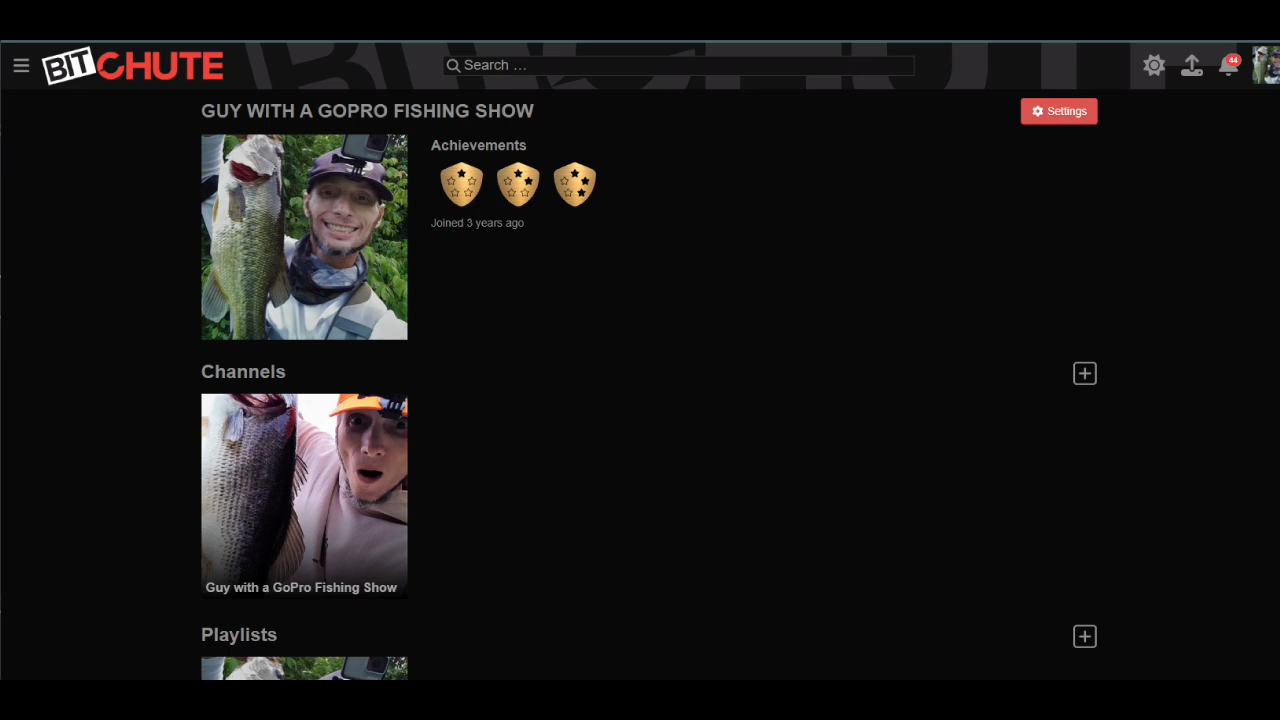 BITCHUTE
Search ...
44
GUY WITH A GOPRO FISHING SHOW
Settings
Achievements
Joined 3 years ago
Channels
Guy with a GoPro Fishing Show
Playlists